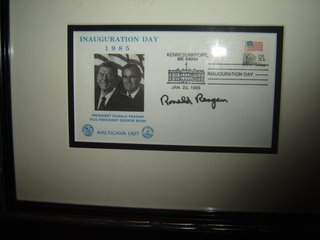 INAUGURATION DAY
1985
PRESIDENT RONALD REAGAN
VICE PRESIDENT GEORGE BUSH
AMERICANA UNIT
KENNEBUNKPORT,
ME 04046
INAUGURATION DAY
JAN. 20, 1985
Ronald Reagan